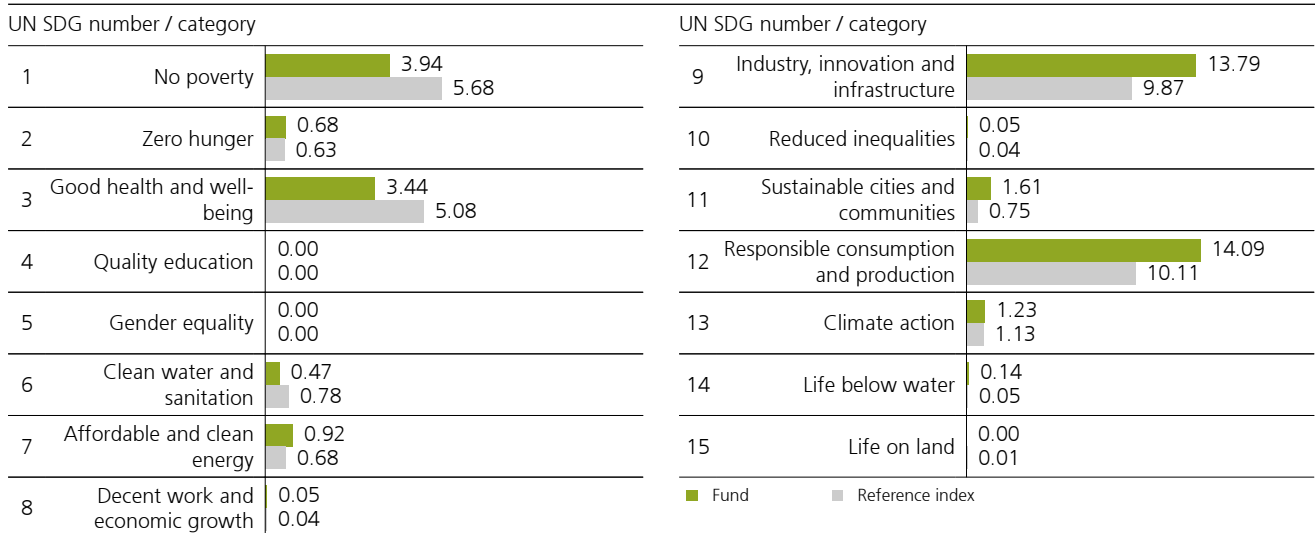 UN SDG number / category
1
No poverty
3.94
5.68
2
Zero hunger
0.68
0.63
3
Good health and well-
being
3.44
5.08
4
Quality education
0.00
0.00
5
Gender equality
0.00
0.00
6
Clean water and
sanitation
0.47
0.78
7
Affordable and clean
energy
0.92
0.68
8
Decent work and
economic growth
0.05
0.04
UN SDG number / category
9
Industry, innovation and
infrastructure
13.79
9.87
10
Reduced inequalities
0.05
0.04
11
Sustainable cities and
communities
1.61
0.75
12
Responsible consumption
and production
14.09
10.11
13
Climate action
1.23
1.13
14
Life below water
0.14
0.05
15
Life on land
0.00
0.01
Fund
Reference index